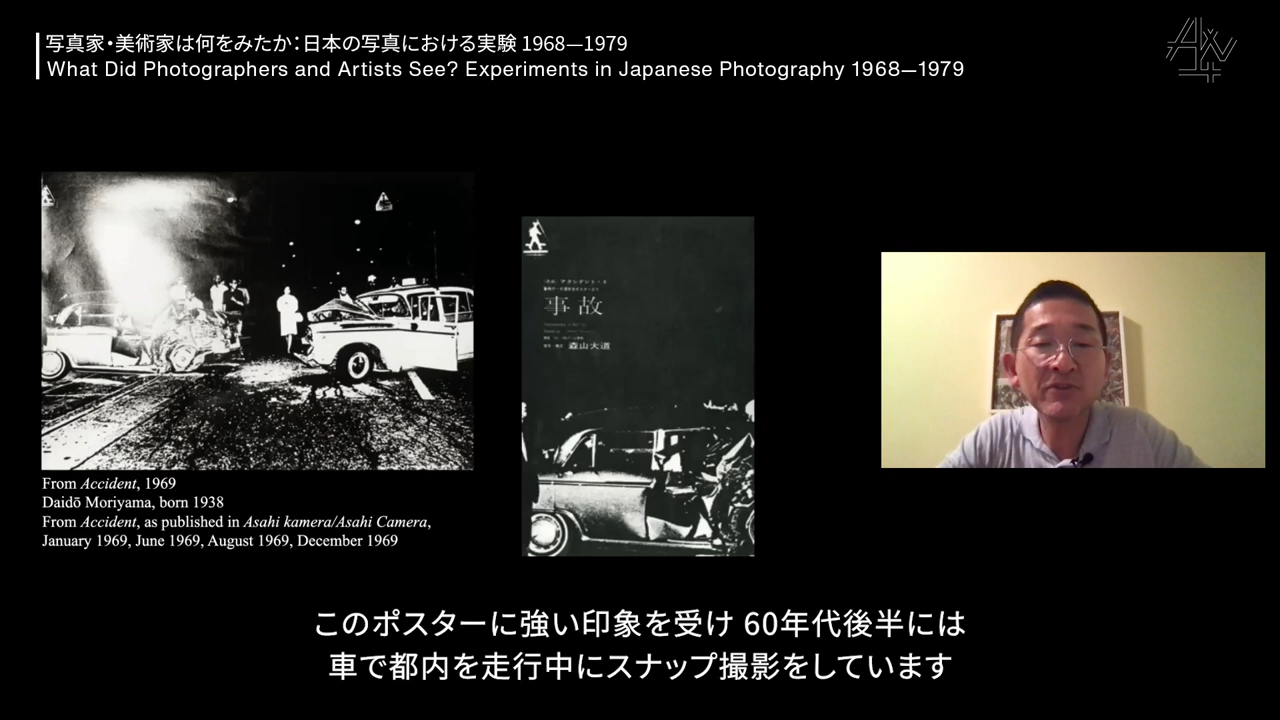 写真家・美術家は何をみたか：日本の写真における実験 1968—1979
What Did Photographers and Artists See? Experiments in Japanese Photography 1968—1979
From Accident, 1969
Daidō Moriyama, born 1938
From Accident, as published in Asahi kamera/Asahi Camera,
January 1969, June 1969, August 1969, December 1969
事故
森山大道
このポスターに強い印象を受け 60年代後半には
車で都内を走行中にスナップ撮影をしています